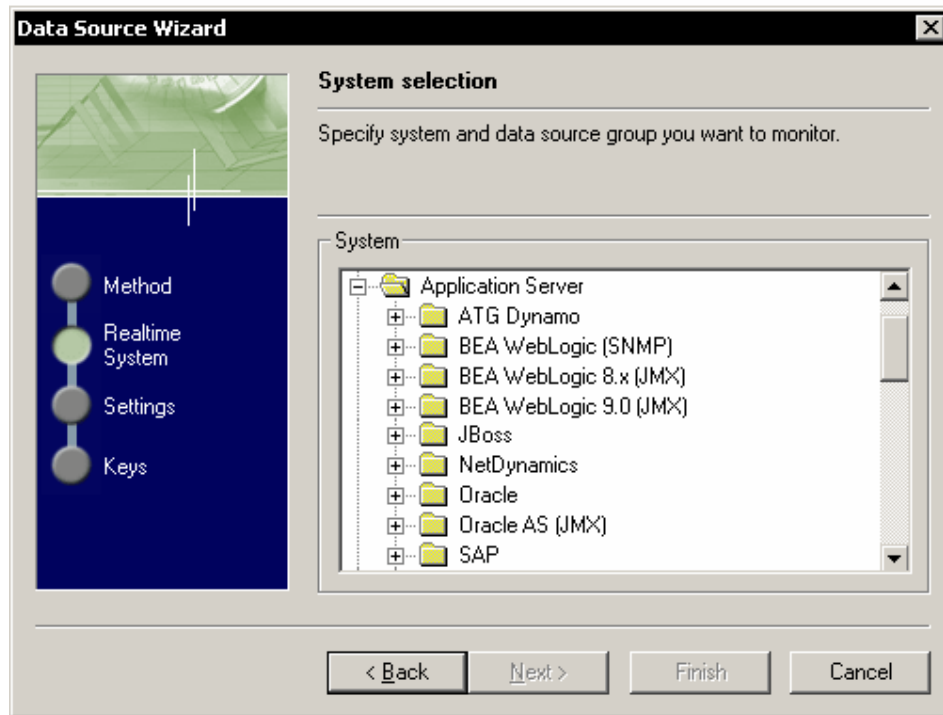 Data Source Wizard
System selection
Specify system and data source group you want to monitor.
Method
Realtime
System
Settings
Keys
System
Application Server
ATG Dynamo
BEA WebLogic (SNMP)
BEA WebLogic 8.x (JMX)
BEA WebLogic 9.0 (JMX)
JBoss
NetDynamics
Oracle
Oracle AS (JMX)
SAP
< Back
Next >
Finish
Cancel